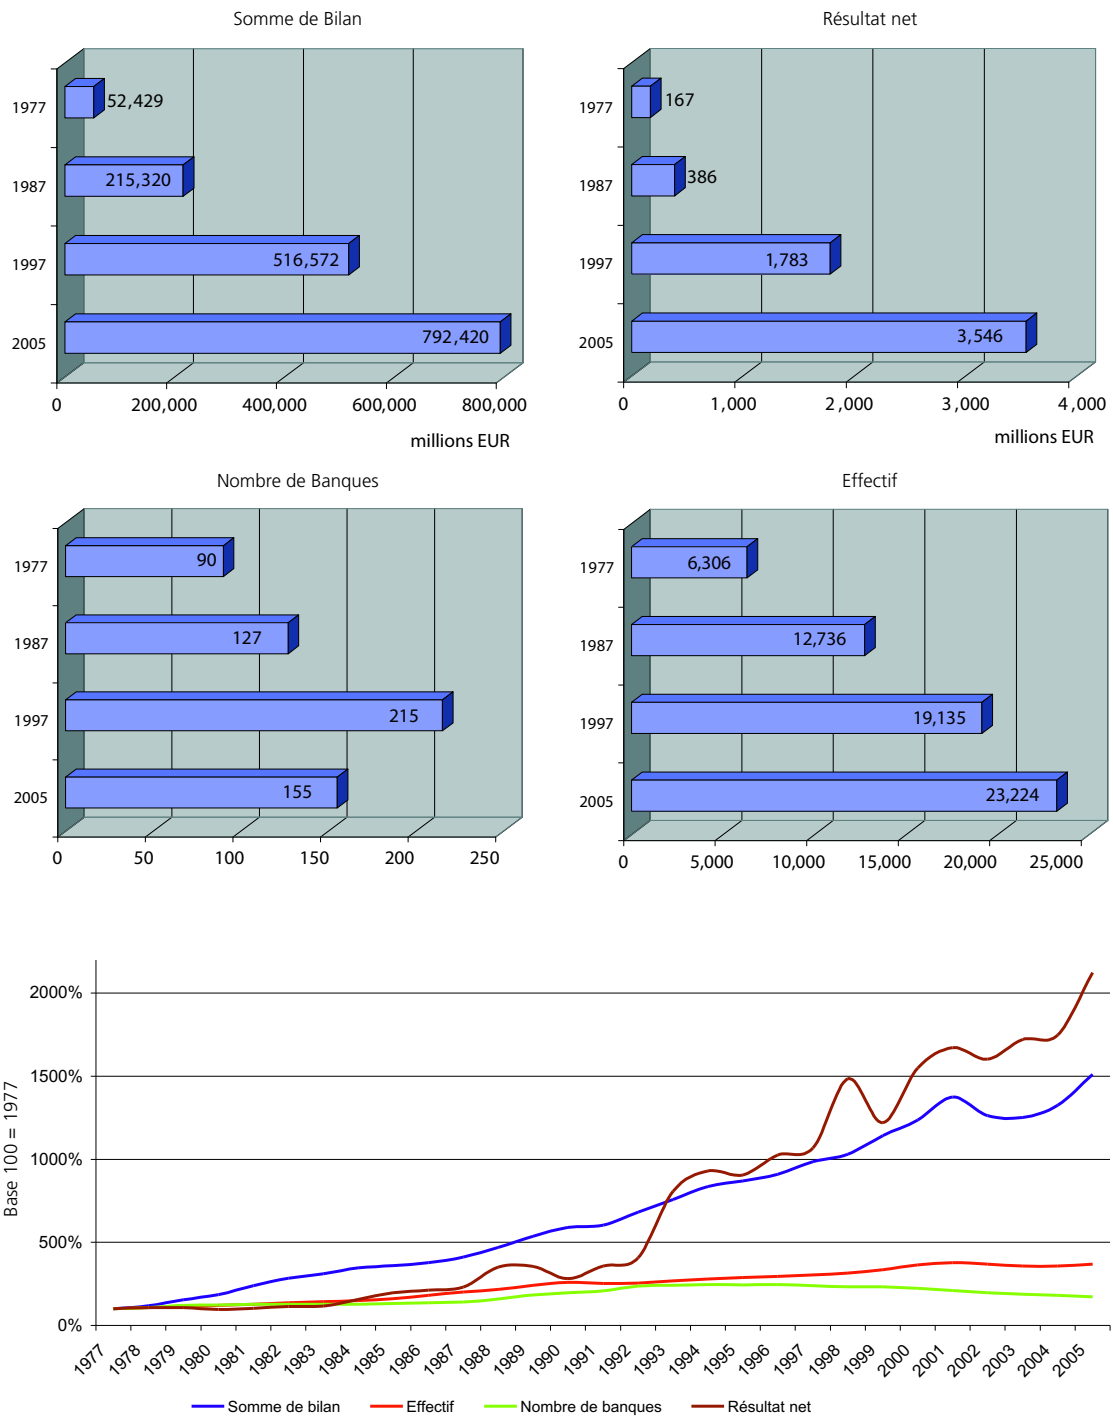 Somme de Bilan
1977
52,429
1987
215,320
1997
516,572
2005
792,420
0 200,000 400,000 600,000 800,000
millions EUR
Résultat net
1977
167
1987
386
1997
1,783
2005
3,546
0 1,000 2,000 3,000 4,000
millions EUR
Nombre de Banques
1977
90
1987
127
1997
215
2005
155
0 50 100 150 200 250
Effectif
1977
6,306
1987
12,736
1997
19,135
2005
23,224
0 5,000 10,000 15,000 20,000 25,000
Base 100 = 1977
2000%
1500%
1000%
500%
0%
1977 1978 1979 1980 1981 1982 1983 1984 1985 1986 1987 1988 1989 1990 1991 1992 1993 1994 1995 1996 1997 1998 1999 2000 2001 2002 2003 2004 2005
Somme de bilan Effectif Nombre de banques Résultat net